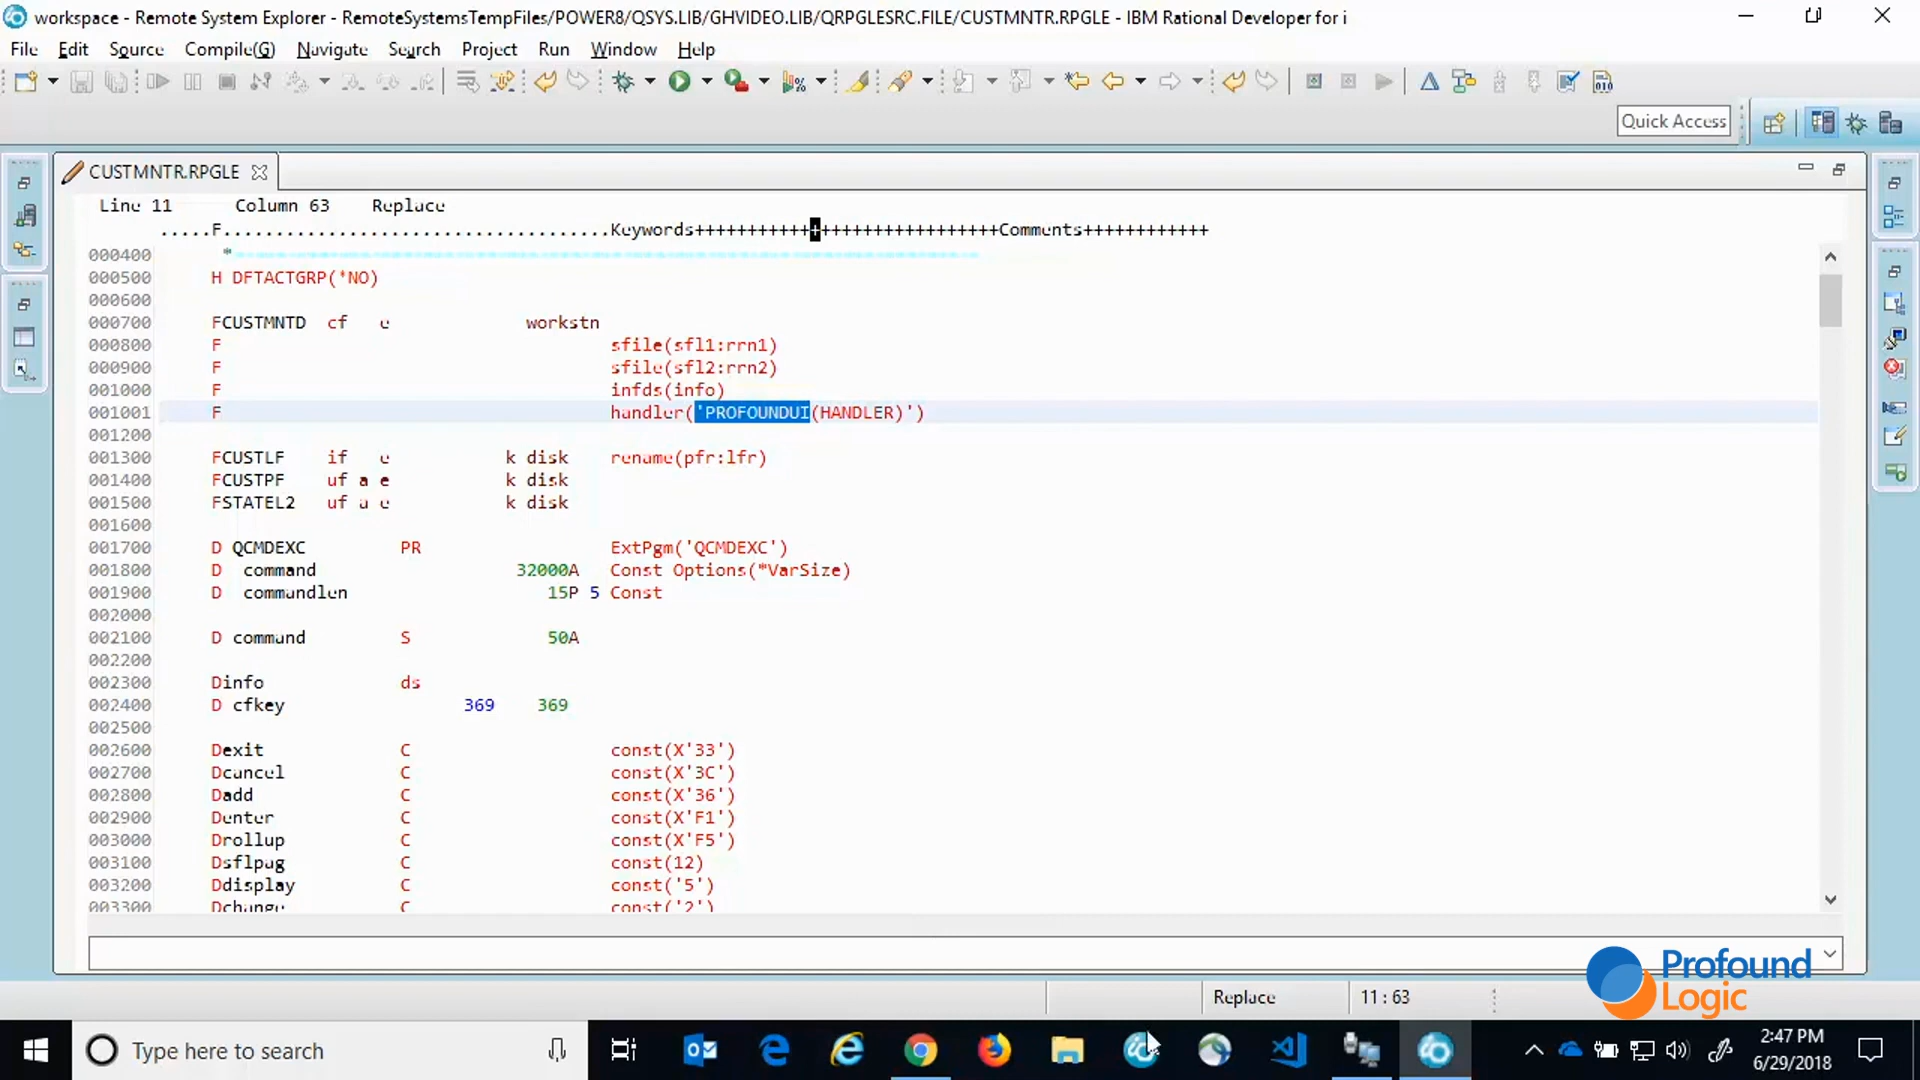 workspace - Remote System Explorer - RemoteSystemsTempFiles/POWER8/QSYS.LIB/GHVIDEO.LIB/QRPGLESRC.FILE/CUSTMNTR.RPGLE - IBM Rational Developer for i
File Edit Source Compile(G) Navigate Search Project Run Window Help
Quick Access
CUSTMNTR.RPGLE
Line 11 Column 63 Replace
.....F.....................................Keywords+++++++++++++++++++++++++++++Comments++++++++++++
000400 *
000500 H DFTACTGRP(*NO)
000600
000700 FCUSTMNTD cf e workstn
000800 F sfile(sfl1:rrn1)
000900 F sfile(sfl2:rrn2)
001000 F infds(info)
001001 F handler('PROFOUNDUI(HANDLER)')
001200
001300 FCUSTLF if e k disk rename(pfr:lfr)
001400 FCUSTPF uf a e k disk
001500 FSTATEL2 uf a e k disk
001600
001700 D QCMDEXC PR ExtPgm('QCMDEXC')
001800 D command 32000A Const Options(*VarSize)
001900 D commandlen 15P 5 Const
002000
002100 D command S 50A
002200
002300 Dinfo ds
002400 D cfkey 369 369
002500
002600 Dexit C const(X'33')
002700 Dcancel C const(X'3C')
002800 Dadd C const(X'36')
002900 Denter C const(X'F1')
003000 Drollup C const(X'F5')
003100 Dsflpag C const(12)
003200 Ddisplay C const('5')
003300 Dchange C const('2')
Profound
Logic
Replace 11 : 63
Type here to search
2:47 PM
6/29/2018